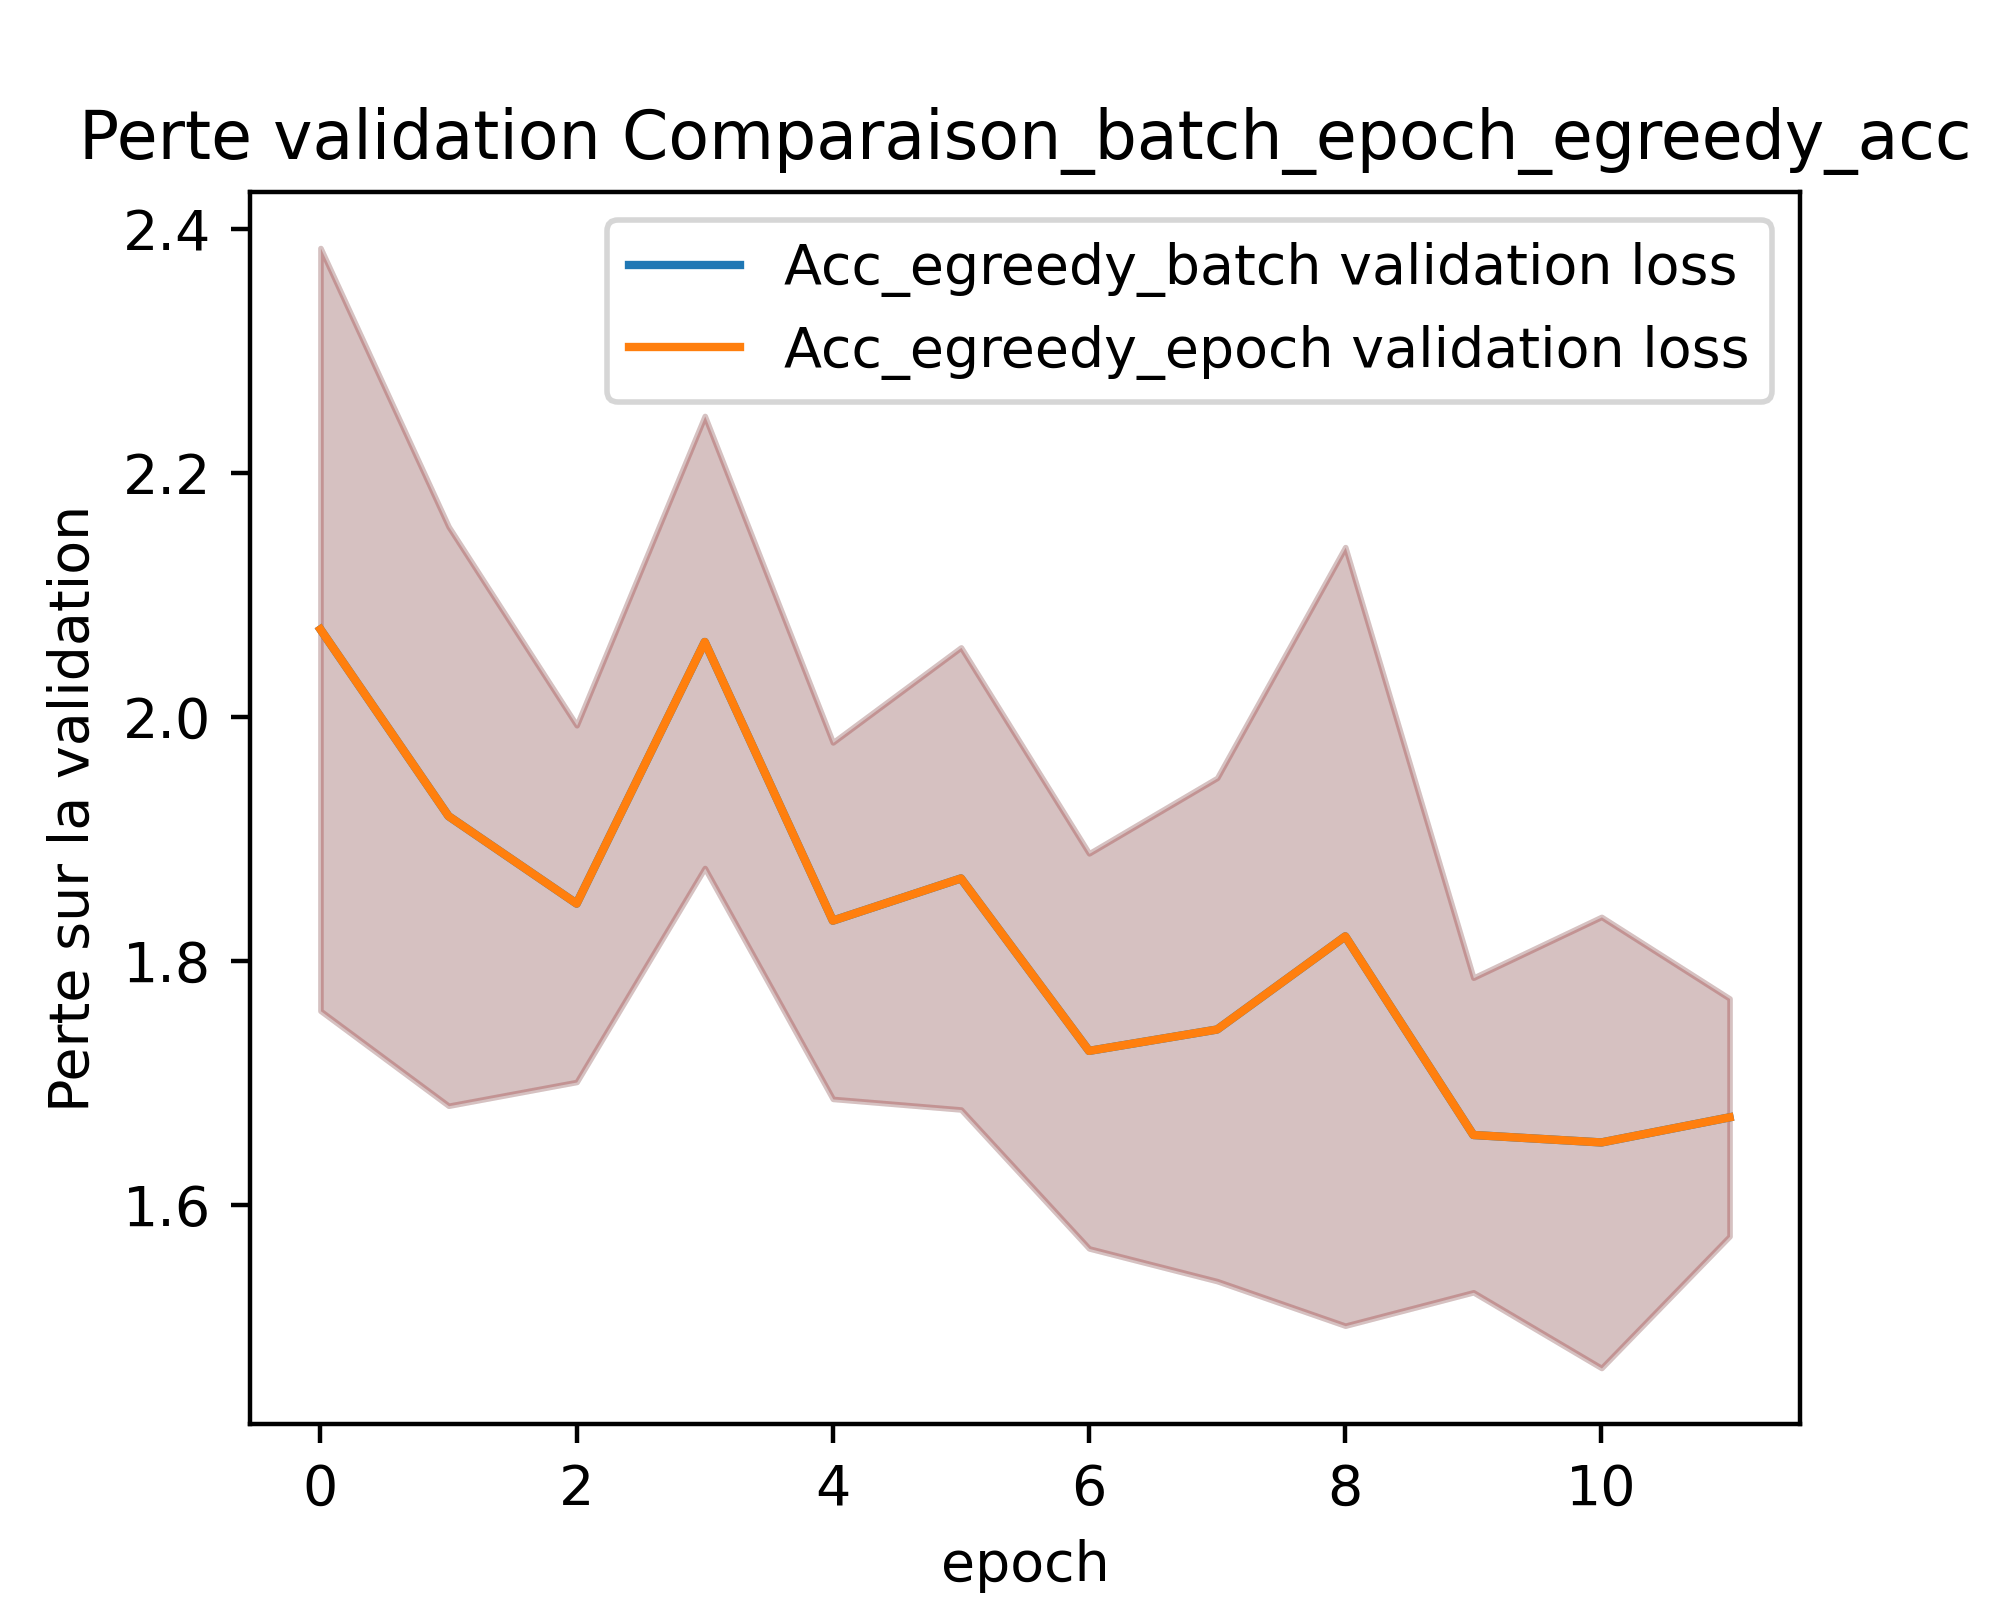 Perte validation Comparaison_batch_epoch_egreedy_acc
Acc_egreedy_batch validation loss
Acc_egreedy_epoch validation loss
Perte sur la validation
2.4
2.2
2.0
1.8
1.6
0 2 4 6 8 10
epoch